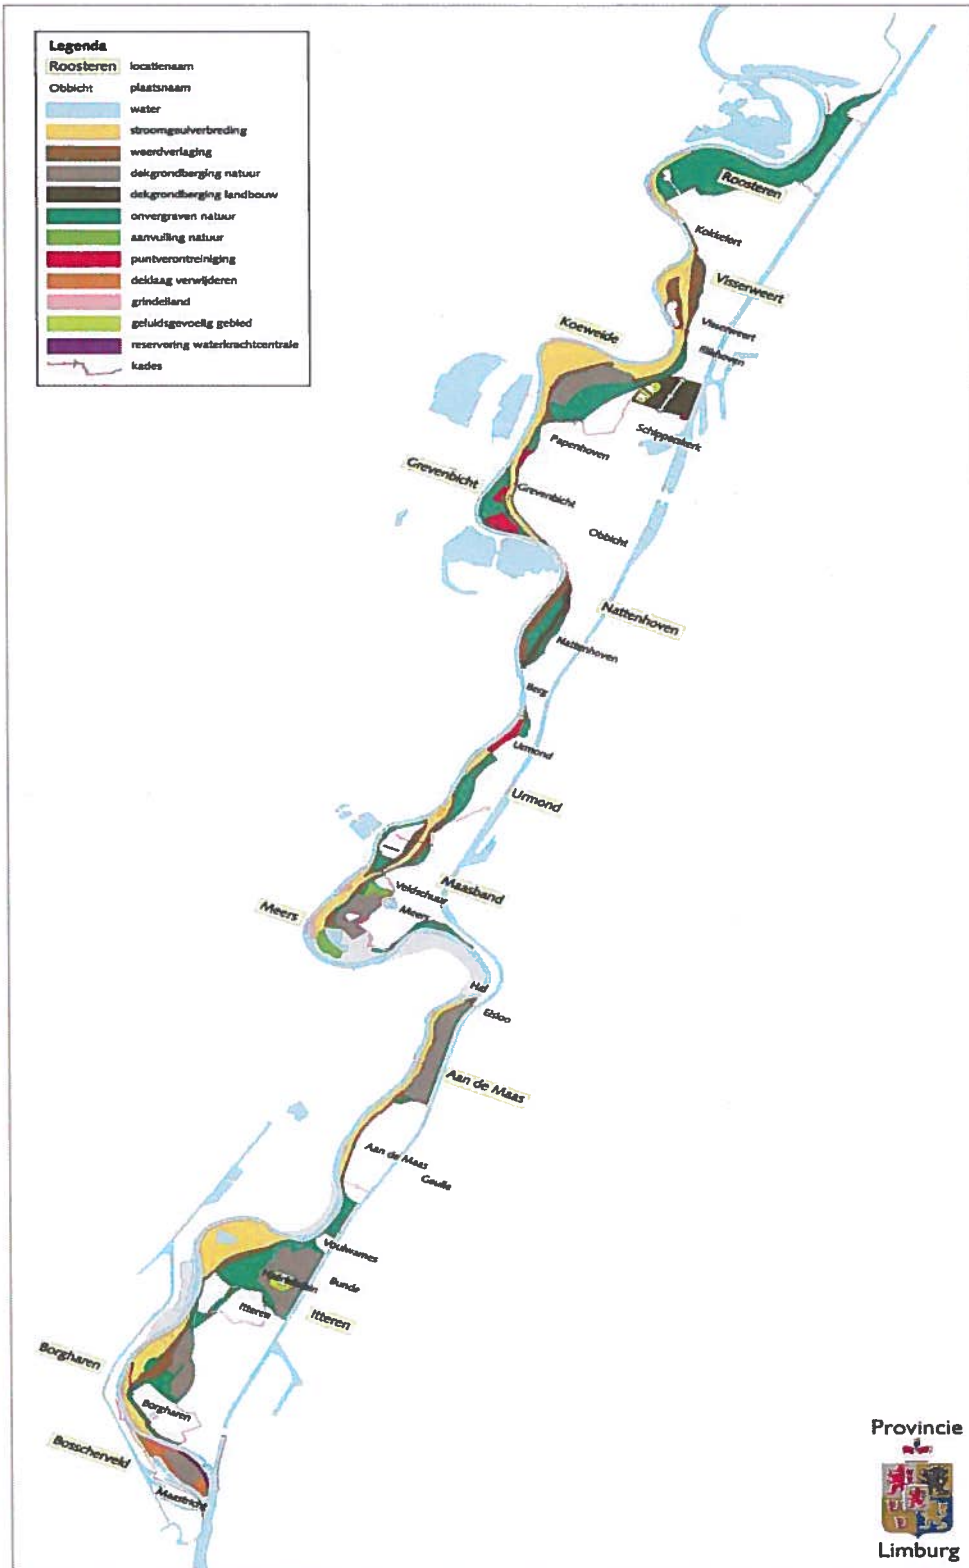 Legenda
Roosteren locatienaam
Obbicht plaatsnaam
water
stroomgeulverbreding
weerdverlaging
dekgrondberging natuur
dekgrondberging landbouw
onvergraven natuur
aanvulling natuur
puntverontreiniging
deklaag verwijderen
grindeiland
geluidsgevoelig gebied
reservering waterkrachtcentrale
kades
Roosteren
Kokkelert
Visserweert
Visserweert
Koeweide
Illikhoven
Schipperskerk
Papenhoven
Grevenbicht
Grevenbicht
Obbicht
Nattenhoven
Nattenhoven
Berg
Urmond
Urmond
Maasband
Veldschuur
Meers
Meers
Hal
Elsloo
Aan de Maas
Aan de Maas
Geulle
Voulwames
Bunde
Itteren
Itteren
Borgharen
Borgharen
Bosscherveld
Maastricht
Provincie
Limburg